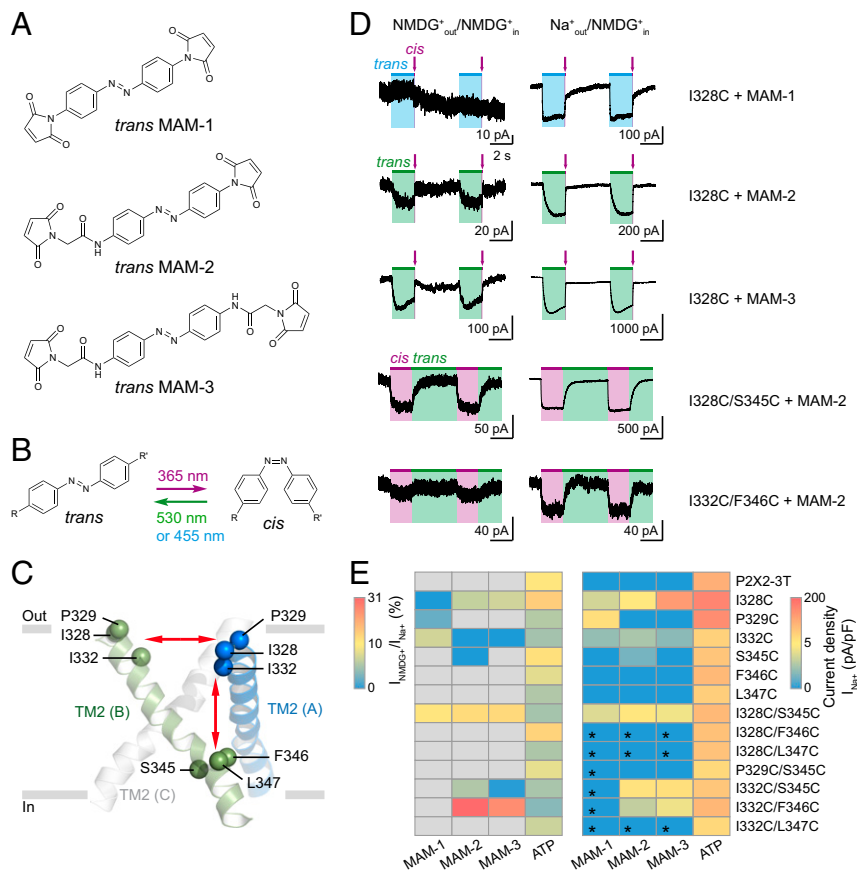 A
O
N
O
N
N
O
N
O
trans MAM-1
O
N
O
N
N
O
N
O
O
NH
trans MAM-2
O
N
O
O
NH
N
N
H
N
O
O
N
O
trans MAM-3
B
R'
N
N
R
trans
365 nm
530 nm
or 455 nm
N=N
R
R'
cis
C
Out
P329
I328
I332
P329
I328
I332
TM2 (B)
TM2 (A)
S345
F346
L347
TM2 (C)
In
D
NMDG⁺out/NMDG⁺in
Na⁺out/NMDG⁺in
cis
trans
10 pA
2 s
100 pA
I328C + MAM-1
trans
20 pA
200 pA
I328C + MAM-2
100 pA
1000 pA
I328C + MAM-3
cis trans
50 pA
500 pA
I328C/S345C + MAM-2
40 pA
40 pA
I332C/F346C + MAM-2
E
31
10
0
I NMDG⁺/I Na⁺ (%)
200
5
0
Current density
I Na⁺ (pA/pF)
P2X2-3T
I328C
P329C
I332C
S345C
F346C
L347C
I328C/S345C
* * * I328C/F346C
* * * I328C/L347C
* P329C/S345C
* I332C/S345C
* I332C/F346C
* * * I332C/L347C
MAM-1 MAM-2 MAM-3 ATP
MAM-1 MAM-2 MAM-3 ATP